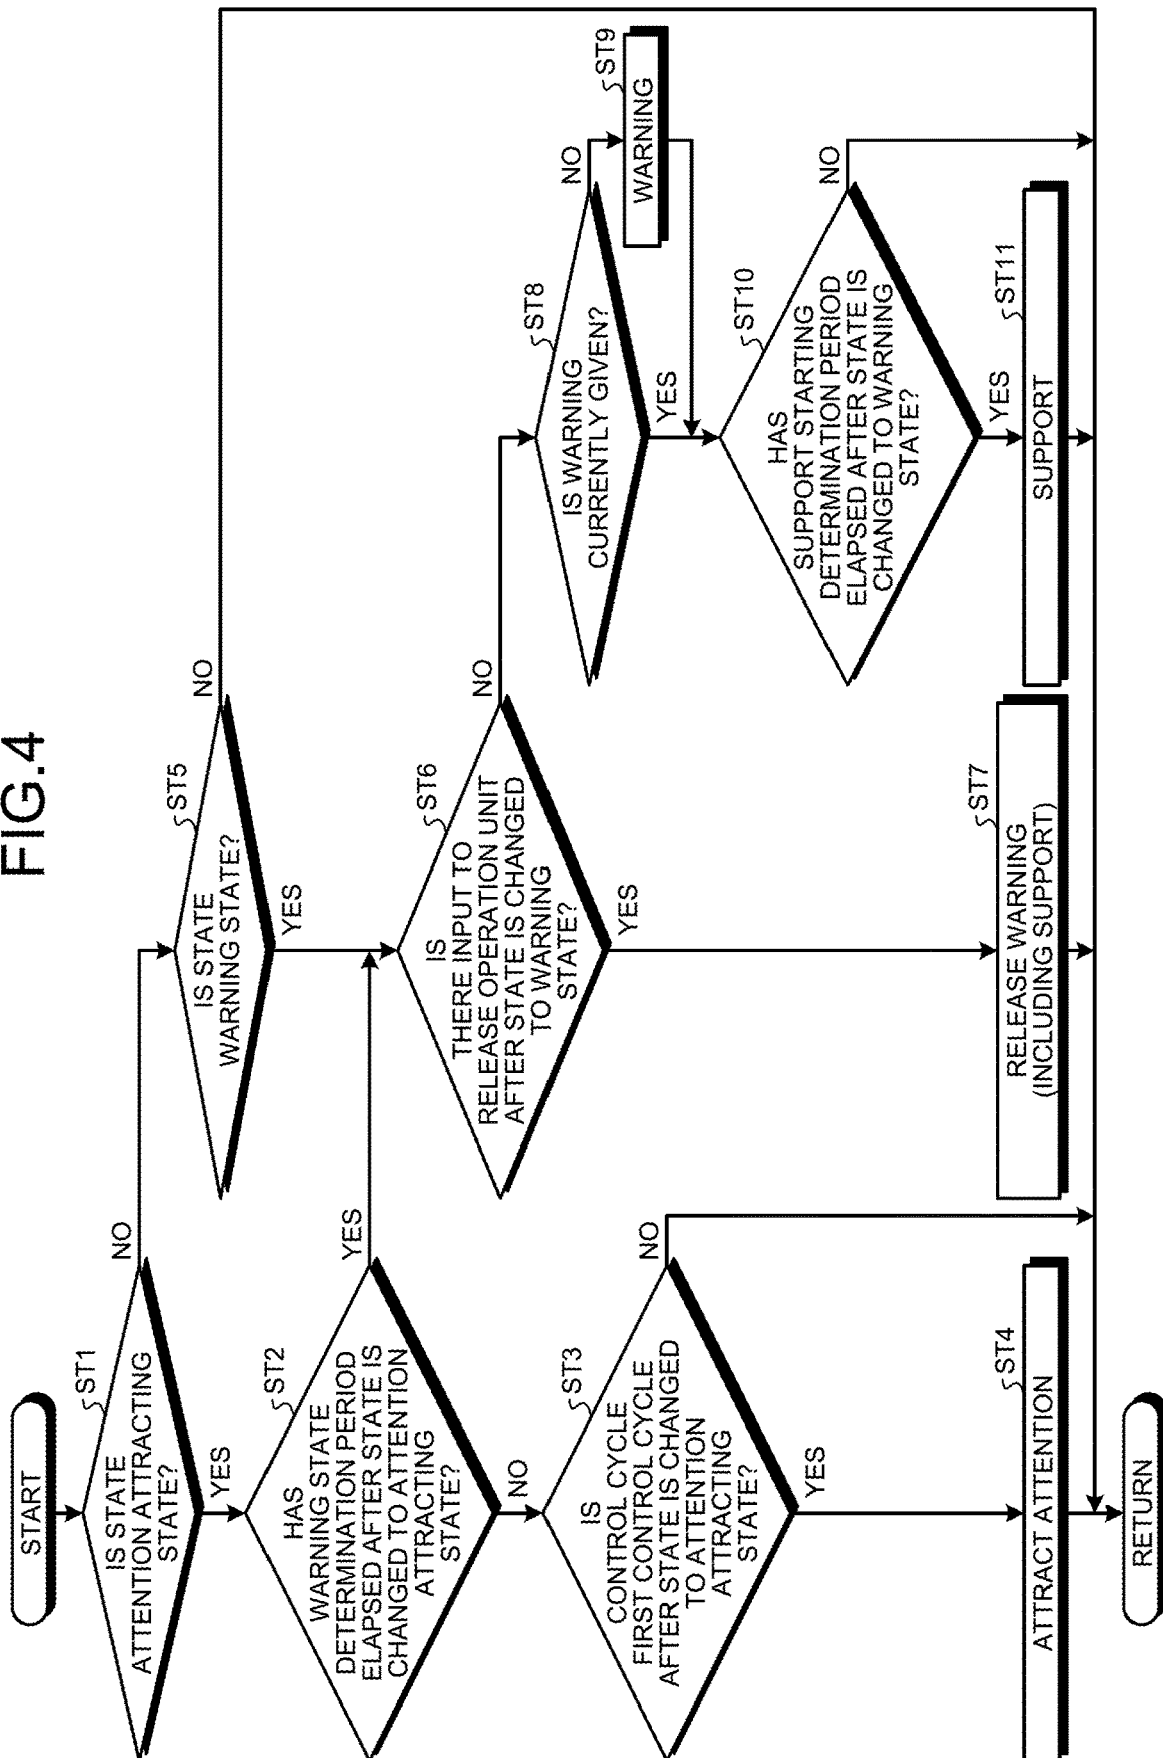 FIG.4
START
ST1
IS STATE
ATTENTION ATTRACTING
STATE?
NO
YES
ST2
HAS
WARNING STATE
DETERMINATION PERIOD
ELAPSED AFTER STATE IS
CHANGED TO ATTENTION
ATTRACTING
STATE?
YES
NO
ST3
IS
CONTROL CYCLE
FIRST CONTROL CYCLE
AFTER STATE IS CHANGED
TO ATTENTION
ATTRACTING
STATE?
NO
YES
ST4
ATTRACT ATTENTION
RETURN
ST5
IS STATE
WARNING STATE?
NO
YES
ST6
IS
THERE INPUT TO
RELEASE OPERATION UNIT
AFTER STATE IS CHANGED
TO WARNING
STATE?
NO
YES
ST7
RELEASE WARNING
(INCLUDING SUPPORT)
ST8
IS WARNING
CURRENTLY GIVEN?
NO
YES
ST9
WARNING
ST10
HAS
SUPPORT STARTING
DETERMINATION PERIOD
ELAPSED AFTER STATE IS
CHANGED TO WARNING
STATE?
NO
YES
ST11
SUPPORT